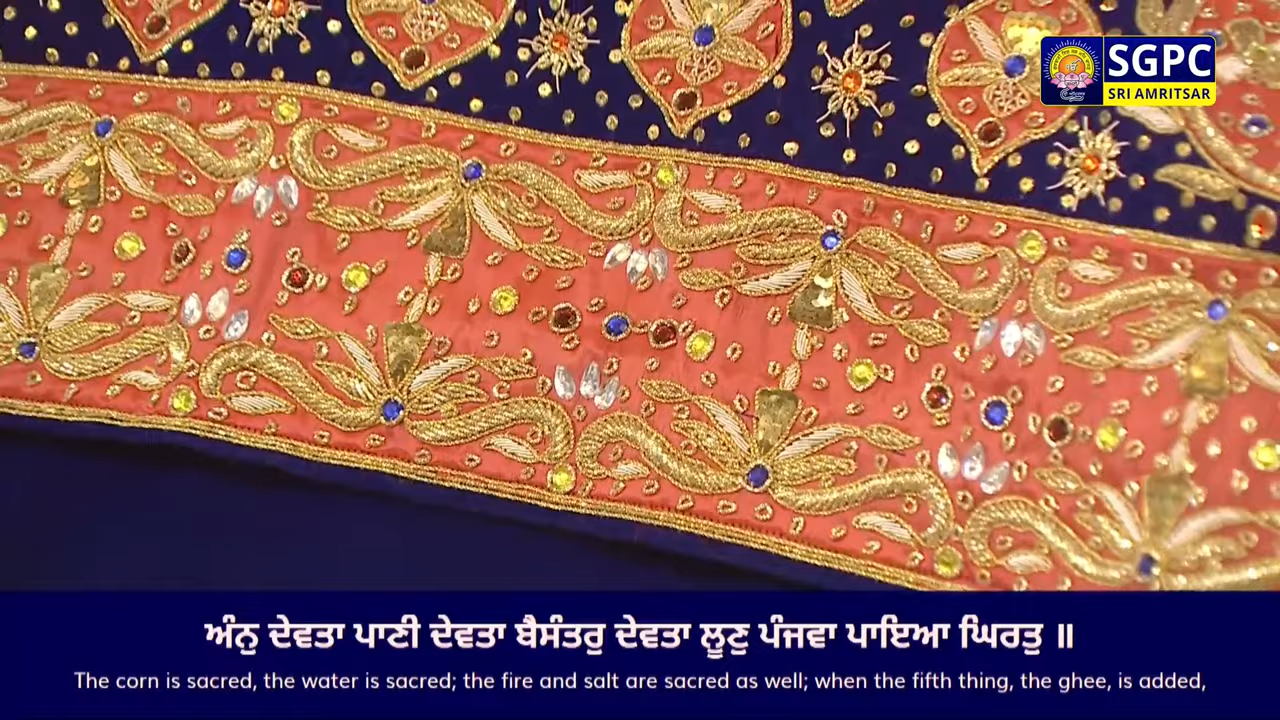 SGPC
SRI AMRITSAR
ਅੰਨੁ ਦੇਵਤਾ ਪਾਣੀ ਦੇਵਤਾ ਬੈਸੰਤਰੁ ਦੇਵਤਾ ਲੂਣੁ ਪੰਜਵਾ ਪਾਇਆ ਘਿਰਤੁ ॥
The corn is sacred, the water is sacred; the fire and salt are sacred as well; when the fifth thing, the ghee, is added,